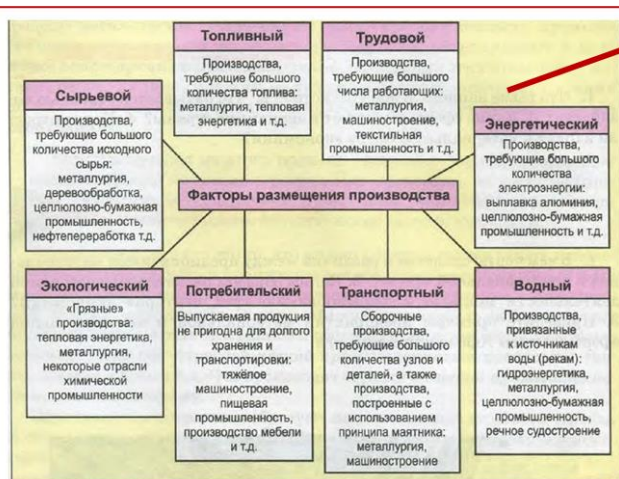 Топливный
Производства,
требующие большого
количества топлива:
металлургия, тепловая
энергетика и т.д.
Трудовой
Производства,
требующие большого
числа работающих:
металлургия,
машиностроение,
текстильная
промышленность и т.д.
Сырьевой
Производства,
требующие большого
количества исходного
сырья:
металлургия,
деревообработка,
целлюлозно-бумажная
промышленность,
нефтепереработка т.д.
Энергетический
Производства,
требующие большого
количества
электроэнергии:
выплавка алюминия,
целлюлозно-бумажная
промышленность и т.д.
Факторы размещения производства
Экологический
«Грязные»
производства:
тепловая энергетика,
металлургия,
некоторые отрасли
химической
промышленности
Потребительский
Выпускаемая продукция
не пригодна для долгого
хранения и
транспортировки:
тяжёлое
машиностроение,
пищевая
промышленность,
производство мебели
и т.д.
Транспортный
Сборочные
производства,
требующие большого
количества узлов и
деталей, а также
производства,
построенные с
использованием
принципа маятника:
металлургия,
машиностроение
Водный
Производства,
привязанные
к источникам
воды (рекам):
гидроэнергетика,
металлургия,
целлюлозно-бумажная
промышленность,
речное судостроение